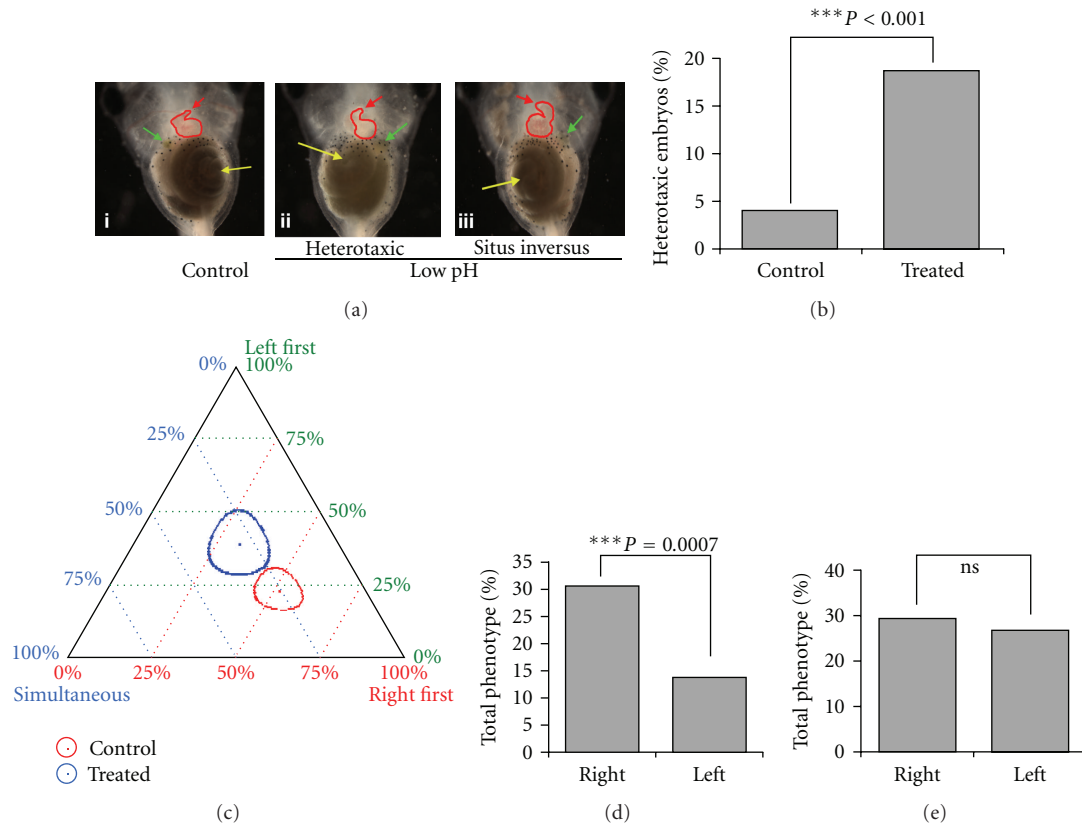 i
ii
iii
Control
Heterotaxic
Situs inversus
Low pH
(a)
***P < 0.001
Heterotaxic embryos (%)
20
15
10
5
0
Control
Treated
(b)
Left first
0%
100%
25%
75%
50%
50%
75%
25%
100%
0%
0%
25%
50%
75%
100%
Simultaneous
Right first
Control
Treated
(c)
***P = 0.0007
Total phenotype (%)
35
30
25
20
15
10
5
0
Right
Left
(d)
ns
Total phenotype (%)
40
30
20
10
0
Right
Left
(e)